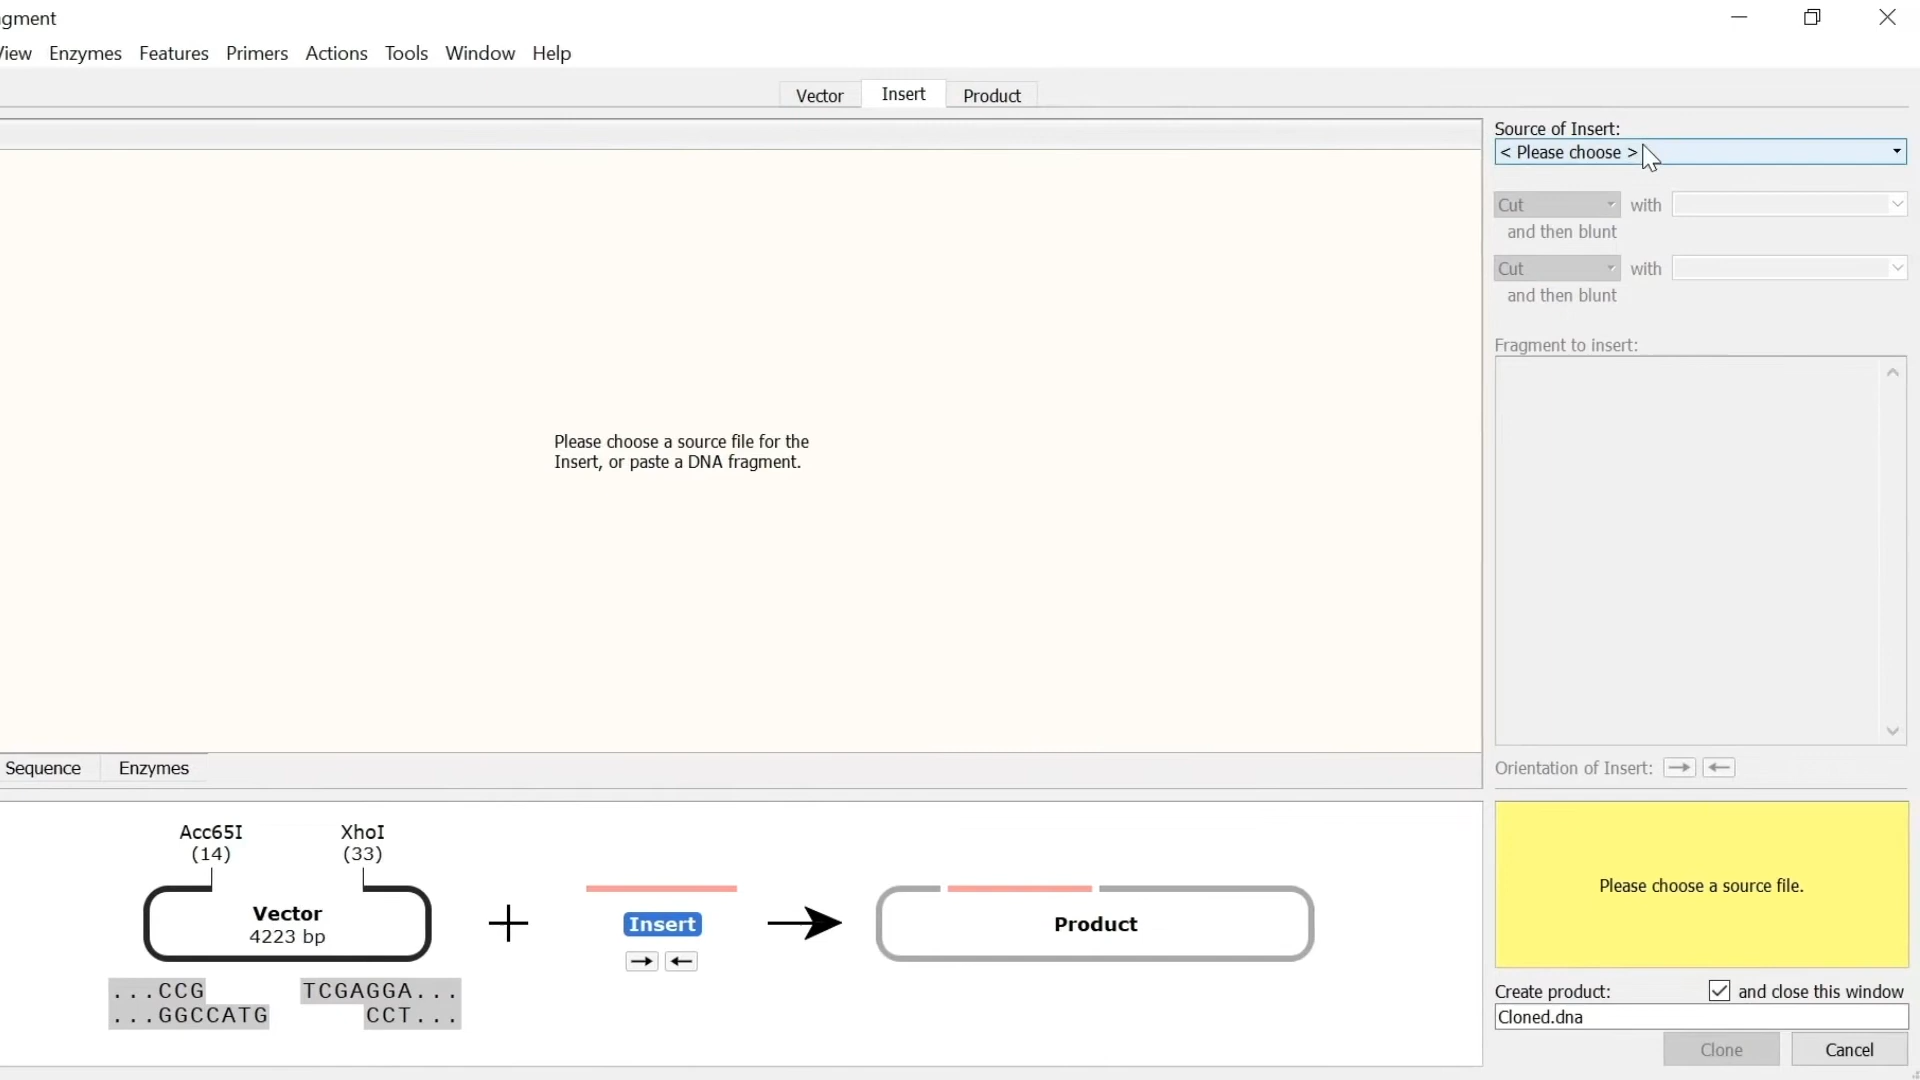 gment
View Enzymes Features Primers Actions Tools Window Help
Vector Insert Product
Source of Insert:
< Please choose >
Cut with
and then blunt
Cut with
and then blunt
Fragment to insert:
Please choose a source file for the
Insert, or paste a DNA fragment.
Sequence Enzymes
Orientation of Insert: → ←
Acc65I XhoI
(14) (33)
Vector
4223 bp
+ Insert Product
→ ←
...CCG TCGAGGA...
...GGCCATG CCT...
Please choose a source file.
Create product: and close this window
Cloned.dna
Clone Cancel